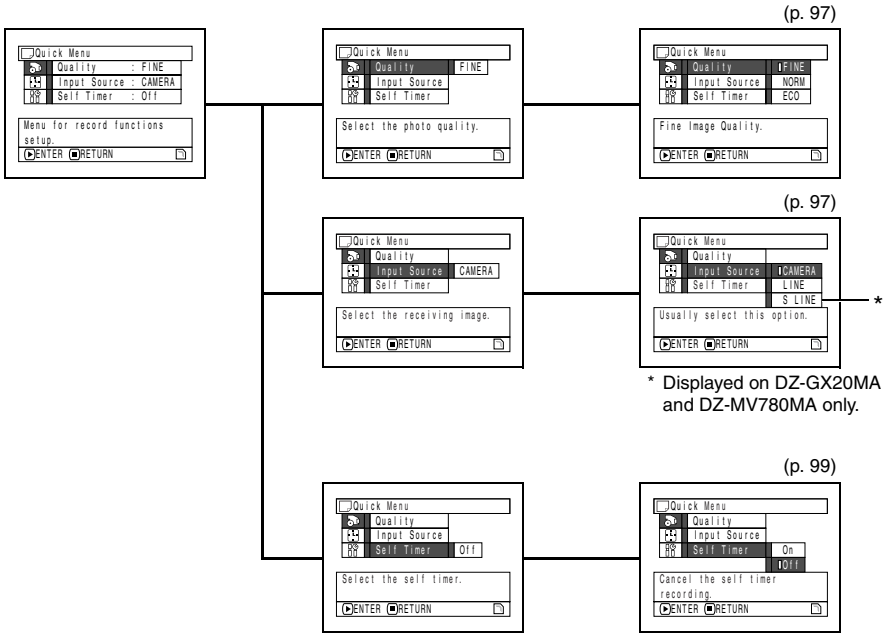 (p. 97)
Quick Menu
Quality : FINE
Input Source : CAMERA
Self Timer : Off
Menu for record functions
setup.
ENTER RETURN
Quick Menu
Quality FINE
Input Source
Self Timer
Select the photo quality.
ENTER RETURN
Quick Menu
Quality FINE
Input Source NORM
Self Timer ECO
Fine Image Quality.
ENTER RETURN
(p. 97)
Quick Menu
Quality
Input Source CAMERA
Self Timer
Select the receiving image.
ENTER RETURN
Quick Menu
Quality
Input Source CAMERA
Self Timer LINE
S LINE
*
Usually select this option.
ENTER RETURN
* Displayed on DZ-GX20MA
and DZ-MV780MA only.
(p. 99)
Quick Menu
Quality
Input Source
Self Timer Off
Select the self timer.
ENTER RETURN
Quick Menu
Quality
Input Source
Self Timer On
Off
Cancel the self timer
recording.
ENTER RETURN